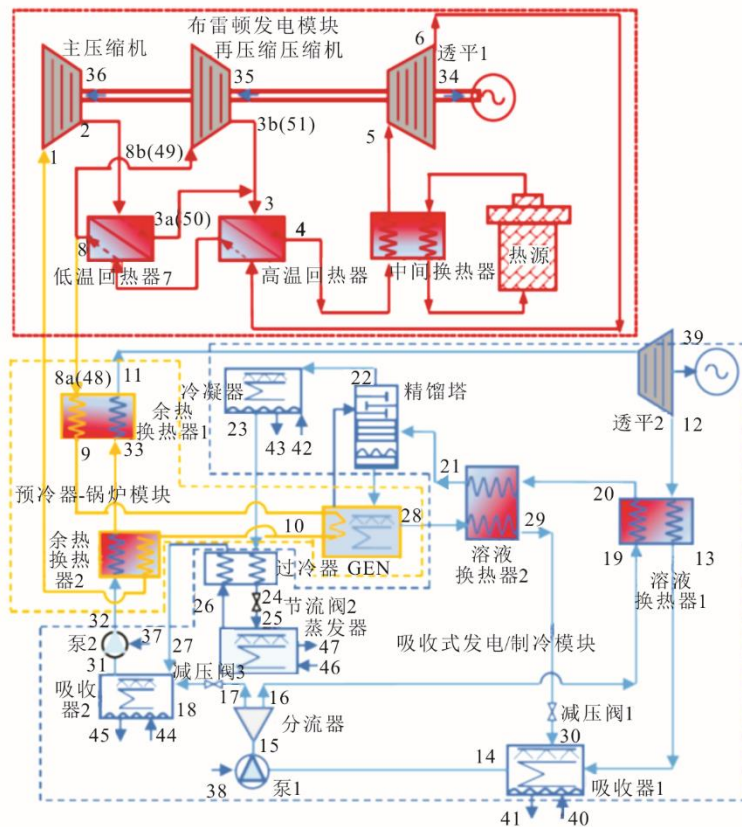 布雷顿发电模块
主压缩机
再压缩压缩机
6
透平1
36
35
34
2
3b(51)
5
1
8b(49)
3a(50)
3
4
8
低温回热器
7
高温回热器
中间换热器
热源
39
8a(48)
11
冷凝器
22
精馏塔
余热
换热器1
23
43
42
透平2
12
9
33
21
20
预冷器-锅炉模块
10
28
29
19
13
余热
换热
器2
过冷器
GEN
溶液
换热器2
溶液
换热器1
26
24
节流阀2
25
蒸发器
32
泵2
37
27
47
吸收式发电/制冷模块
31
46
减压阀3
吸收
器2
18
17
16
减压阀1
分流器
30
45
44
15
14
38
泵1
吸收器1
41
40